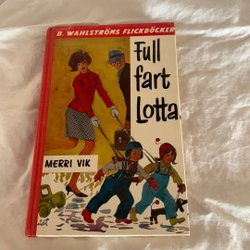 B. WAHLSTRÖMS FLICKBÖCKER
Full
fart
Lotta
MERRI VIK